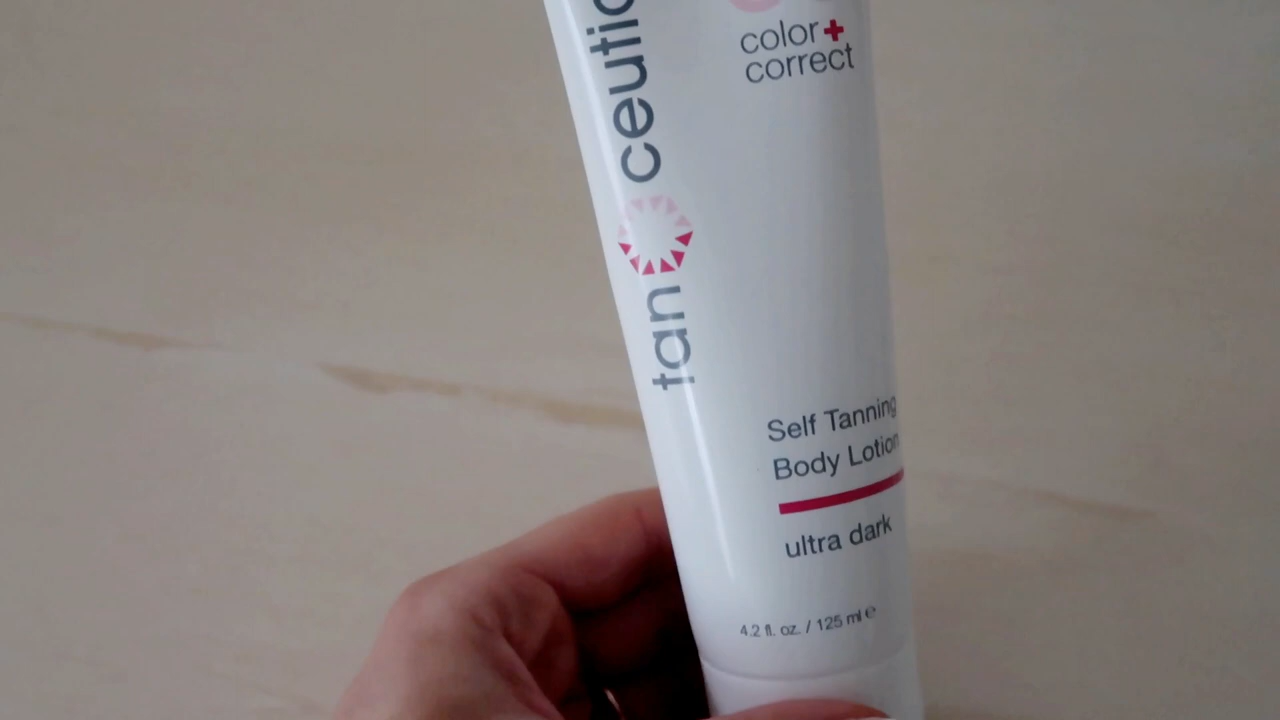 tan ceutic
color+
correct
Self Tanning
Body Lotion
ultra dark
4.2 fl. oz. / 125 ml e